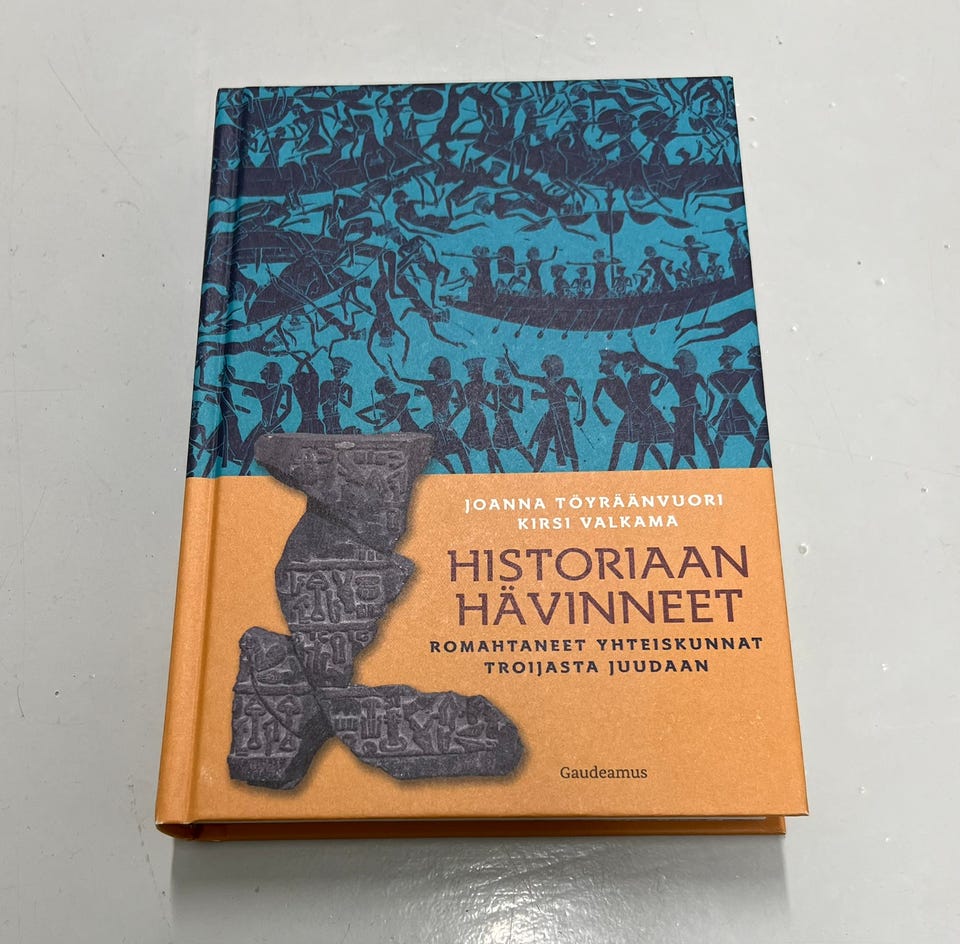 JOANNA TÖYRÄÄNVUORI
KIRSI VALKAMA
HISTORIAAN
HÄVINNEET
ROMAHTANEET YHTEISKUNNAT
TROIJASTA JUUDAAN
Gaudeamus